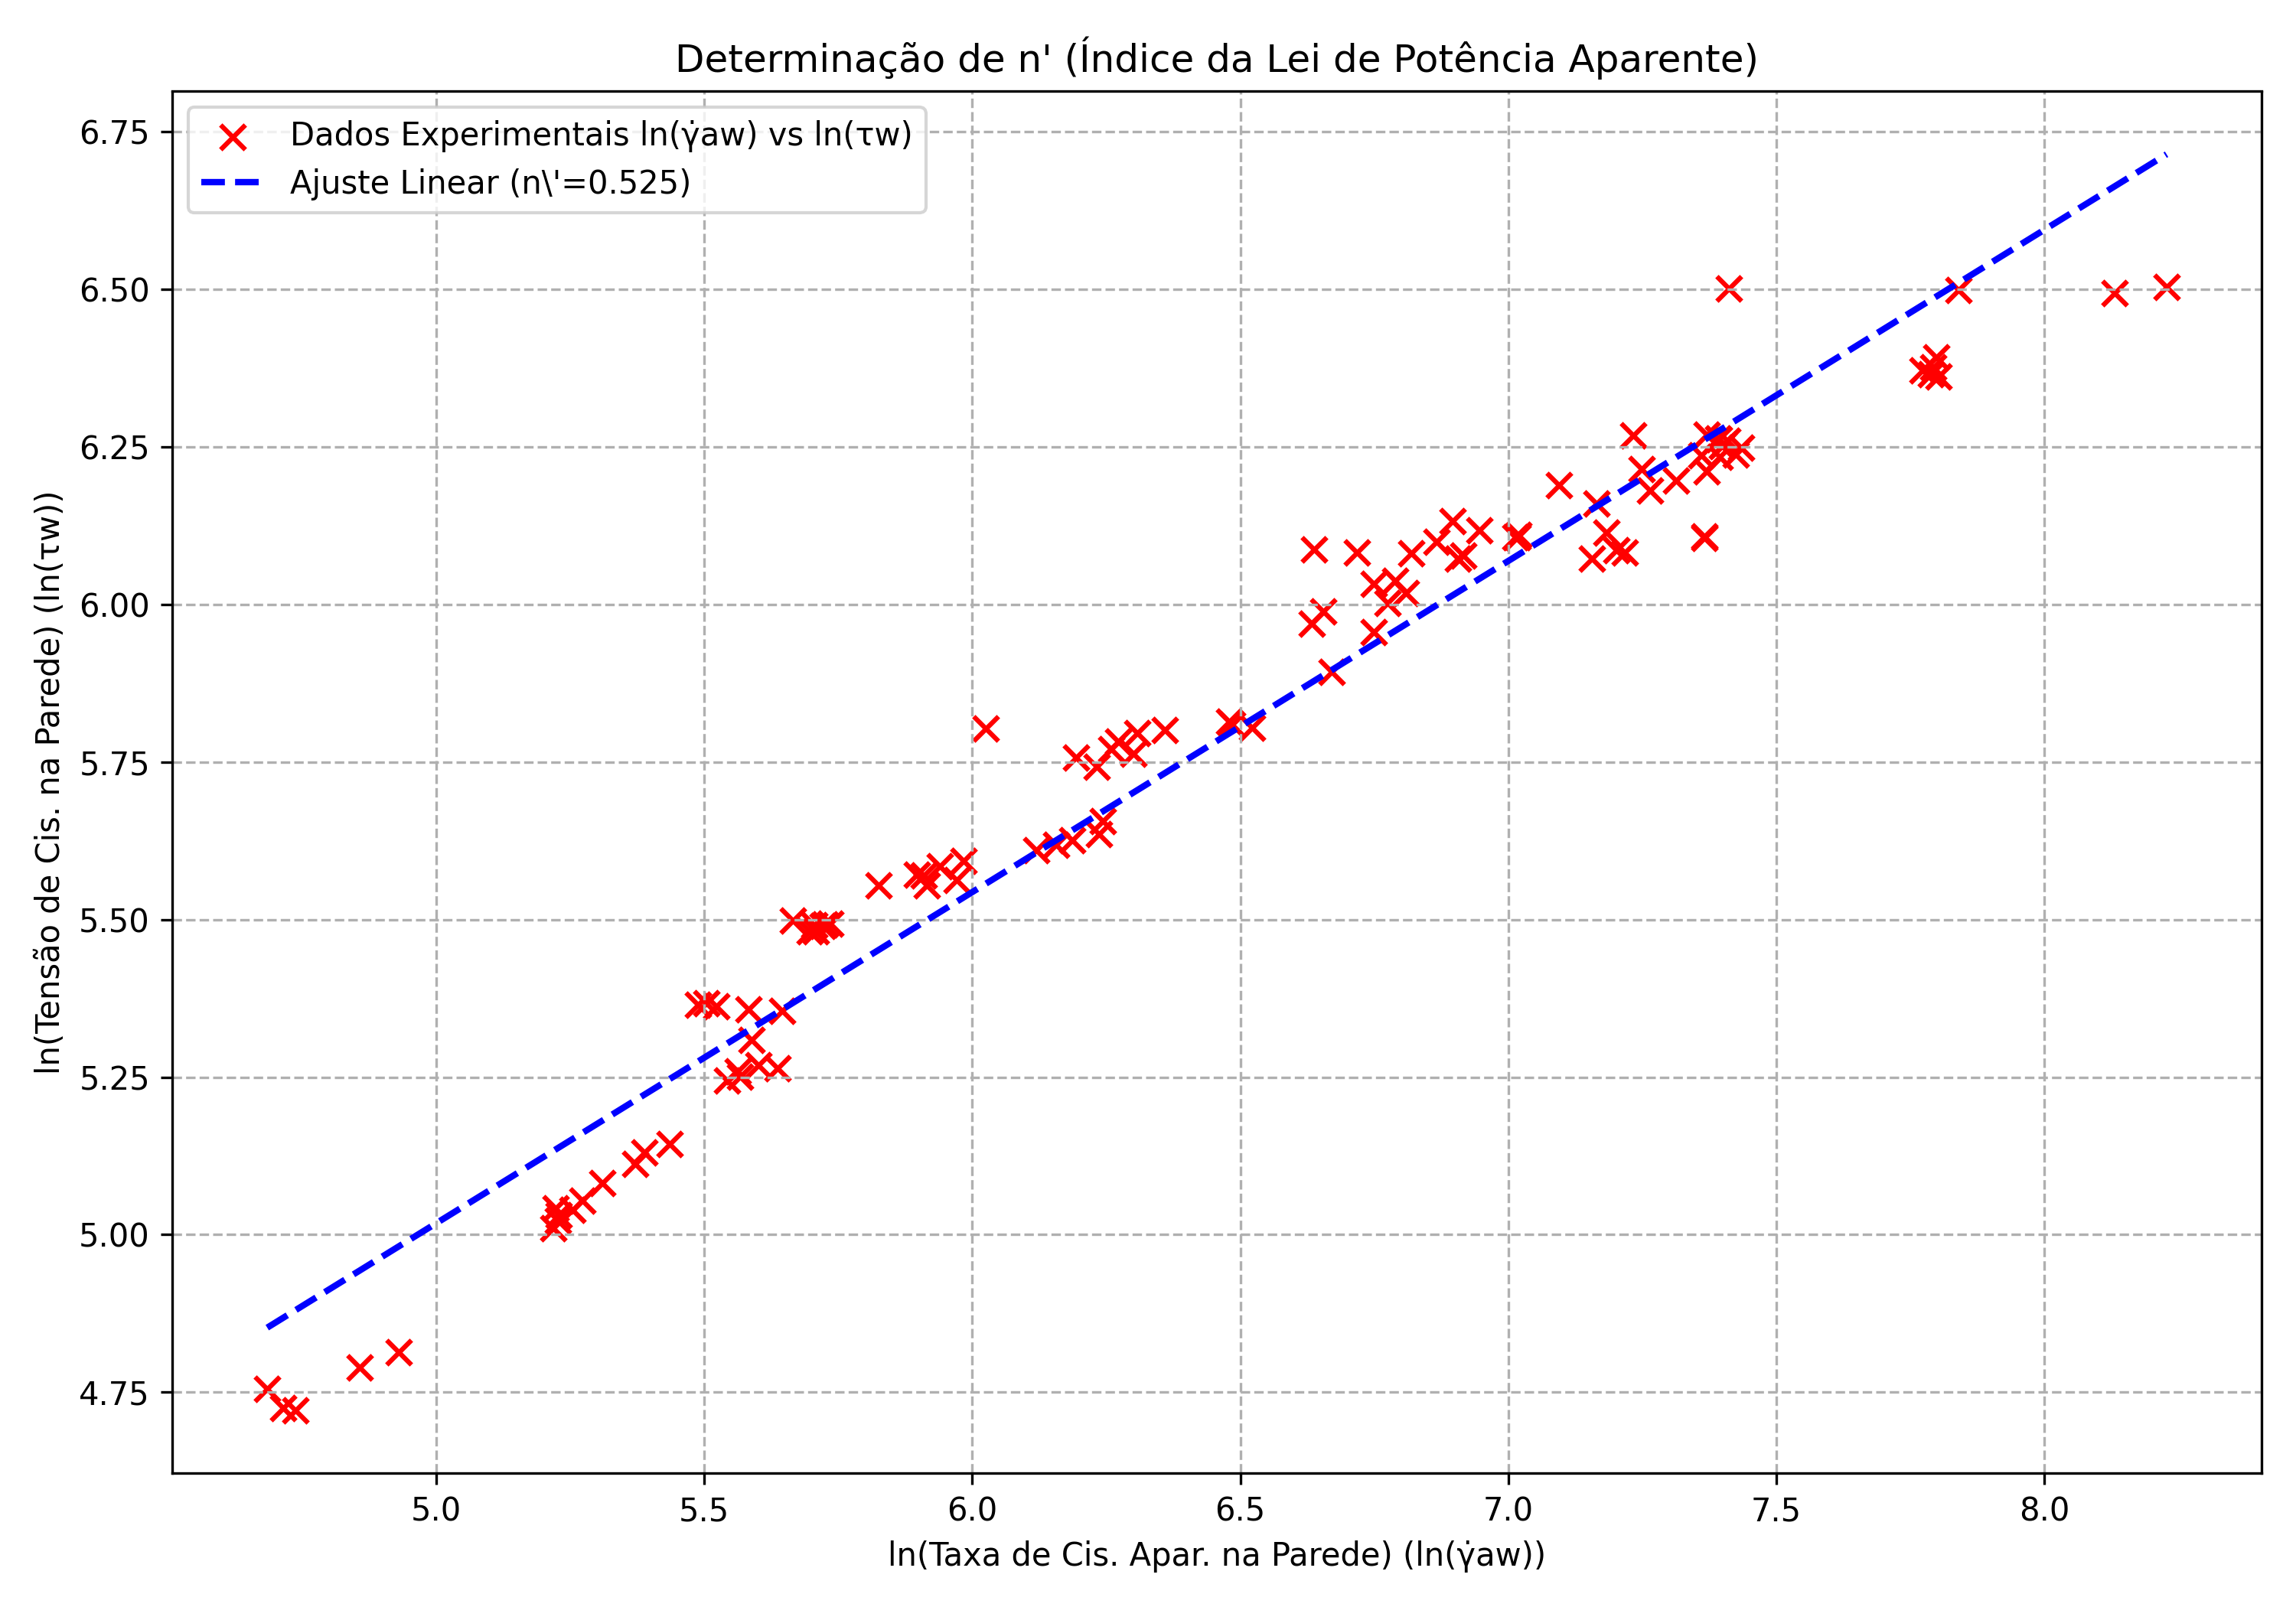 Determinação de n' (Índice da Lei de Potência Aparente)
Dados Experimentais ln(γ̇aw) vs ln(τw)
Ajuste Linear (n\'=0.525)
ln(Tensão de Cis. na Parede) (ln(τw))
6.75
6.50
6.25
6.00
5.75
5.50
5.25
5.00
4.75
5.0 5.5 6.0 6.5 7.0 7.5 8.0
ln(Taxa de Cis. Apar. na Parede) (ln(γ̇aw))